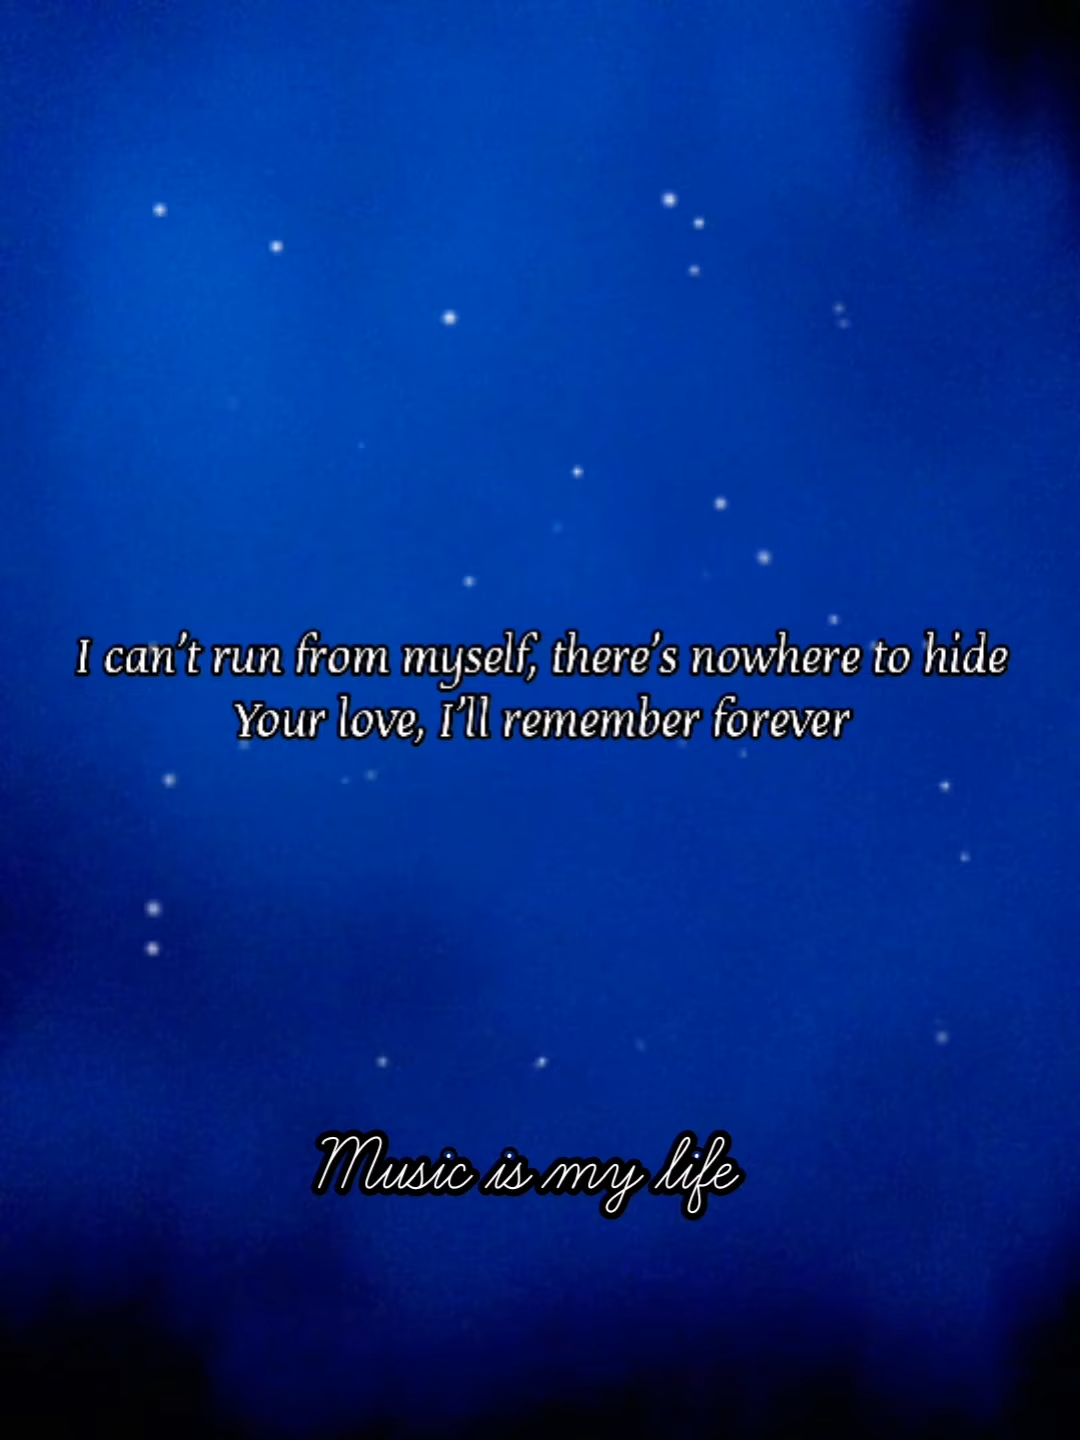 I can't run from myself, there's nowhere to hide
Your love, I'll remember forever
Music is my life